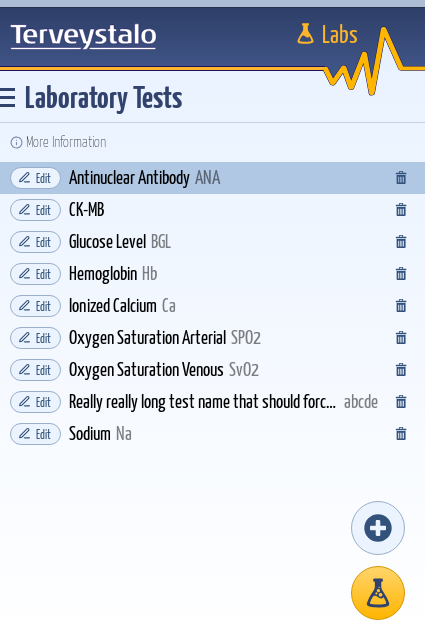 Terveystalo
Labs
Laboratory Tests
More Information
Edit Antinuclear Antibody ANA
Edit CK-MB
Edit Glucose Level BGL
Edit Hemoglobin Hb
Edit Ionized Calcium Ca
Edit Oxygen Saturation Arterial SPO2
Edit Oxygen Saturation Venous SvO2
Edit Really really long test name that should forc... abcde
Edit Sodium Na